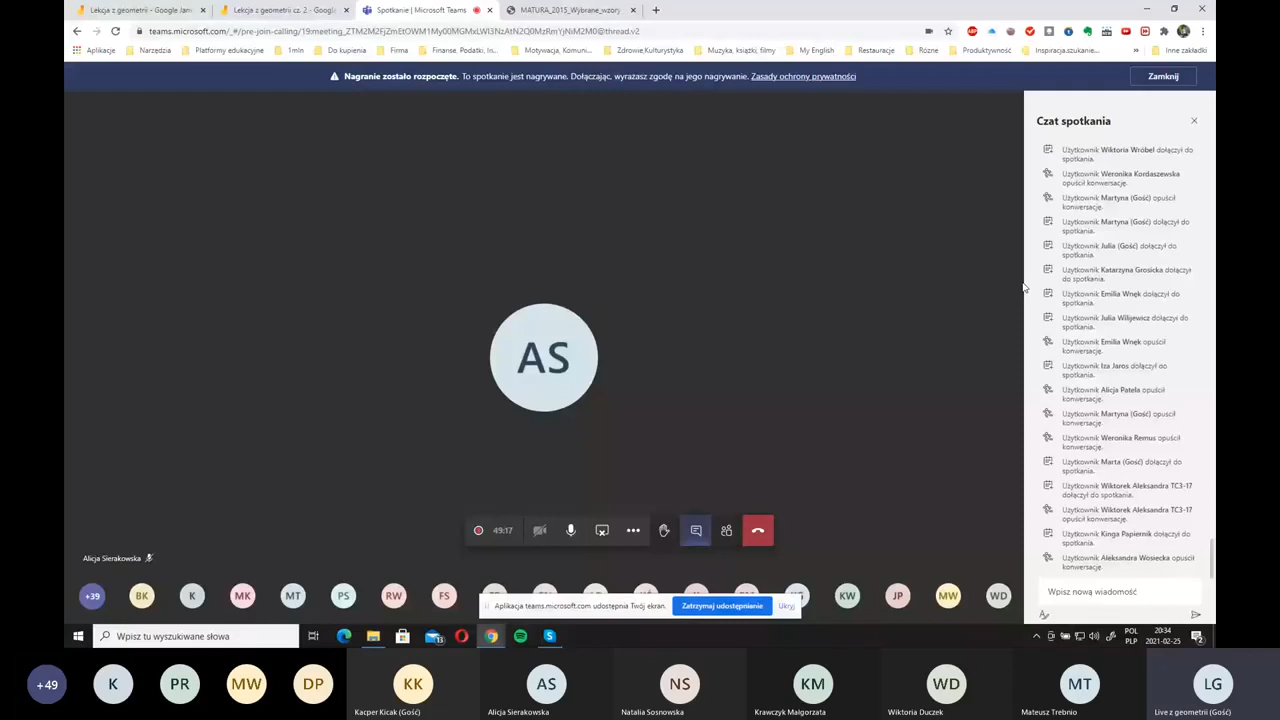 Lekcja z geometrii - Google Jam
Lekcja z geometrii cz. 2 - Google
Spotkanie | Microsoft Teams
MATURA_2015_Wybrane_wzory
teams.microsoft.com/_#/pre-join-calling/19:meeting_ZTM2M2FjZmEtOWM1My00MGMxLWI3NzAtN2Q0MzRmYjNiM2M0@thread.v2
Aplikacje
Narzędzia
Platformy edukacyjne
1min
Do kupienia
Firma
Finanse, Podatki, In...
Motywacja, Komuni...
Zdrowie,Kulturystyka
Muzyka, książki, filmy
My English
Restauracje
Różne
Produktywność
Inspiracja,szukanie...
»
Inne zakładki
Nagranie zostało rozpoczęte. To spotkanie jest nagrywane. Dołączając, wyrażasz zgodę na jego nagrywanie. Zasady ochrony prywatności
Zamknij
Czat spotkania
Użytkownik Wiktoria Wróbel dołączył do
spotkania.
Użytkownik Weronika Kordaszewska
opuścił konwersację.
Użytkownik Martyna (Gość) opuścił
konwersację.
Użytkownik Martyna (Gość) dołączył do
spotkania.
Użytkownik Julia (Gość) dołączył do
spotkania.
Użytkownik Katarzyna Grosicka dołączył
do spotkania.
Użytkownik Emilia Wnęk dołączył do
spotkania.
Użytkownik Julia Wilijewicz dołączył do
spotkania.
Użytkownik Emilia Wnęk opuścił
konwersację.
Użytkownik Iza Jaros dołączył do
spotkania.
Użytkownik Alicja Pateła opuścił
konwersację.
Użytkownik Martyna (Gość) opuścił
konwersację.
Użytkownik Weronika Remus opuścił
konwersację.
Użytkownik Marta (Gość) dołączył do
spotkania.
Użytkownik Wiktorek Aleksandra TC3-17
dołączył do spotkania.
Użytkownik Wiktorek Aleksandra TC3-17
opuścił konwersację.
Użytkownik Kinga Papiernik dołączył do
spotkania.
Użytkownik Aleksandra Wosiecka opuścił
konwersację.
Wpisz nową wiadomość
AS
49:17
Alicja Sierakowska
+39
BK
K
MK
MT
PS
RW
FS
KW
JP
MW
WD
Aplikacja teams.microsoft.com udostępnia Twój ekran.
Zatrzymaj udostępnianie
Ukryj
Wpisz tu wyszukiwane słowa
13
POL
PLP
20:34
2021-02-25
2
+49
K
PR
MW
DP
KK
Kacper Kicak (Gość)
AS
Alicja Sierakowska
NS
Natalia Sosnowska
KM
Krawczyk Malgorzata
WD
Wiktoria Duczek
MT
Mateusz Trebnio
LG
Live z geometrii (Gość)